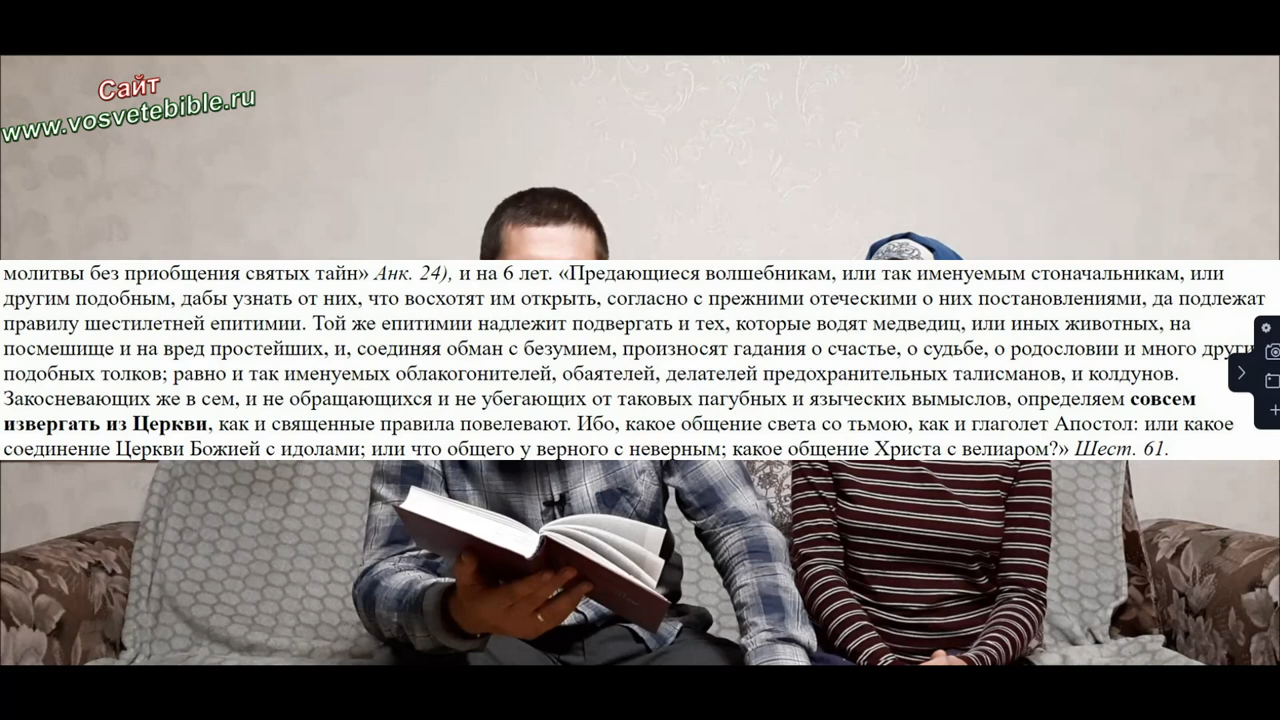 Сайт
www.vosvetebible.ru
молитвы без приобщения святых тайн» Анк. 24), и на 6 лет. «Предающиеся волшебникам, или так именуемым стоначальникам, или
другим подобным, дабы узнать от них, что восхотят им открыть, согласно с прежними отеческими о них постановлениями, да подлежат
правилу шестилетней епитимии. Той же епитимии надлежит подвергать и тех, которые водят медведиц, или иных животных, на
посмешище и на вред простейших, и, соединяя обман с безумием, произносят гадания о счастье, о судьбе, о родословии и много
подобных толков; равно и так именуемых облакогонителей, обаятелей, делателей предохранительных талисманов, и колдунов.
Закосневающих же в сем, и не обращающихся и не убегающих от таковых пагубных и языческих вымыслов, определяем совсем
извергать из Церкви, как и священные правила повелевают. Ибо, какое общение света со тьмою, как и глаголет Апостол: или какое
соединение Церкви Божией с идолами; или что общего у верного с неверным; какое общение Христа с велиаром?» Шест. 61.